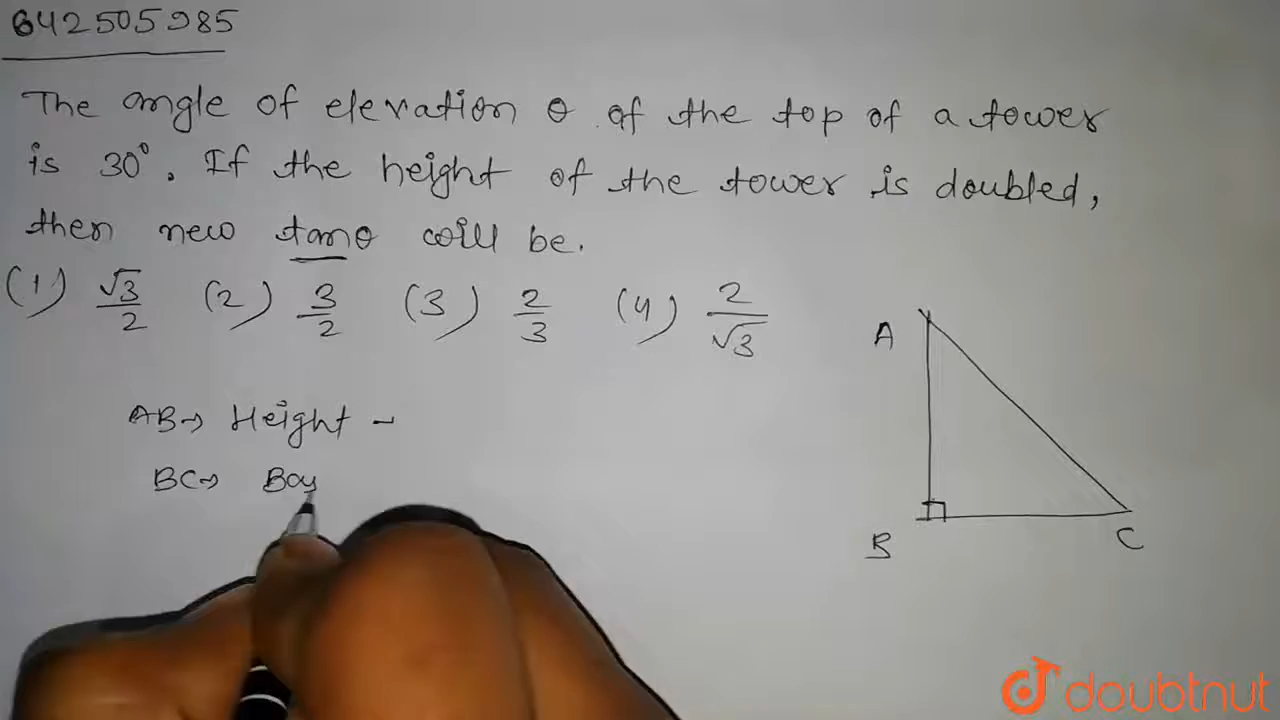 642505985
The angle of elevation θ of the top of a tower
is 30°. If the height of the tower is doubled,
then new tanθ will be.
(1) √3/2 (2) 3/2 (3) 2/3 (4) 2/√3
A
AB→ Height -
BC→ Bas
B
C
doubtnut